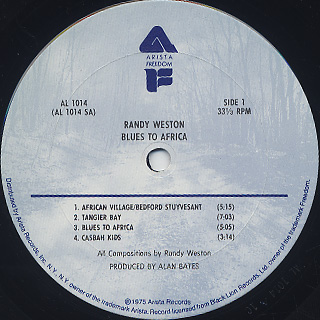 A
ARISTA
FREEDOM
F
AL 1014
(AL 1014 SA)
SIDE 1
33⅓ RPM
RANDY WESTON
BLUES TO AFRICA
1. AFRICAN VILLAGE/BEDFORD STUYVESANT (5:15)
2. TANGIER BAY (7:03)
3. BLUES TO AFRICA (5:05)
4. CASBAH KIDS (3:14)
All Compositions by Randy Weston
PRODUCED BY ALAN BATES
℗1975 Arista Records
Distributed by Arista Records, Inc., N.Y., N.Y. owner of the trademark Arista Records. Record licensed from Black Lion Records, Ltd. owner of the trademark Freedom.